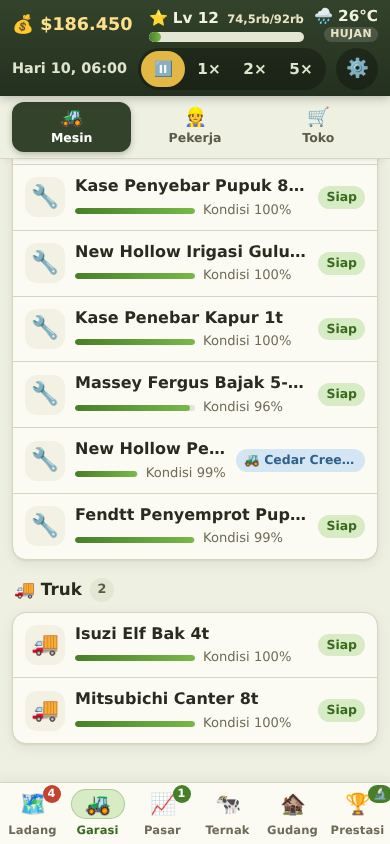 $186.450
Lv 12 74,5rb/92rb
26°C
HUJAN
Hari 10, 06:00
1×
2×
5×
Mesin
Pekerja
Toko
Kase Penyebar Pupuk 8...
Kondisi 100%
Siap
New Hollow Irigasi Gulu...
Kondisi 100%
Siap
Kase Penebar Kapur 1t
Kondisi 100%
Siap
Massey Fergus Bajak 5-...
Kondisi 96%
Siap
New Hollow Pe...
Kondisi 99%
Cedar Cree...
Fendtt Penyemprot Pup...
Kondisi 99%
Siap
Truk 2
Isuzi Elf Bak 4t
Kondisi 100%
Siap
Mitsubichi Canter 8t
Kondisi 100%
Siap
4
1
Ladang
Garasi
Pasar
Ternak
Gudang
Prestasi